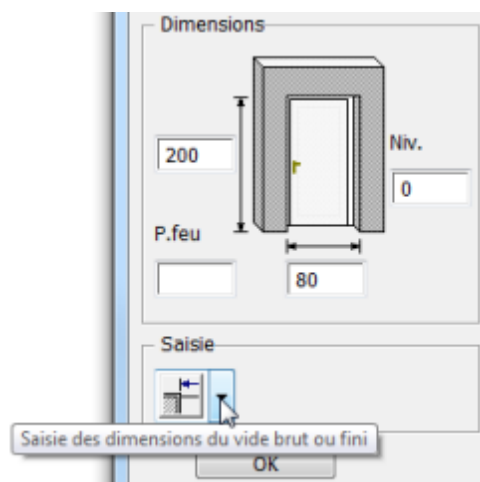 Dimensions
200
Niv.
0
P.feu
80
Saisie
Saisie des dimensions du vide brut ou fini
OK